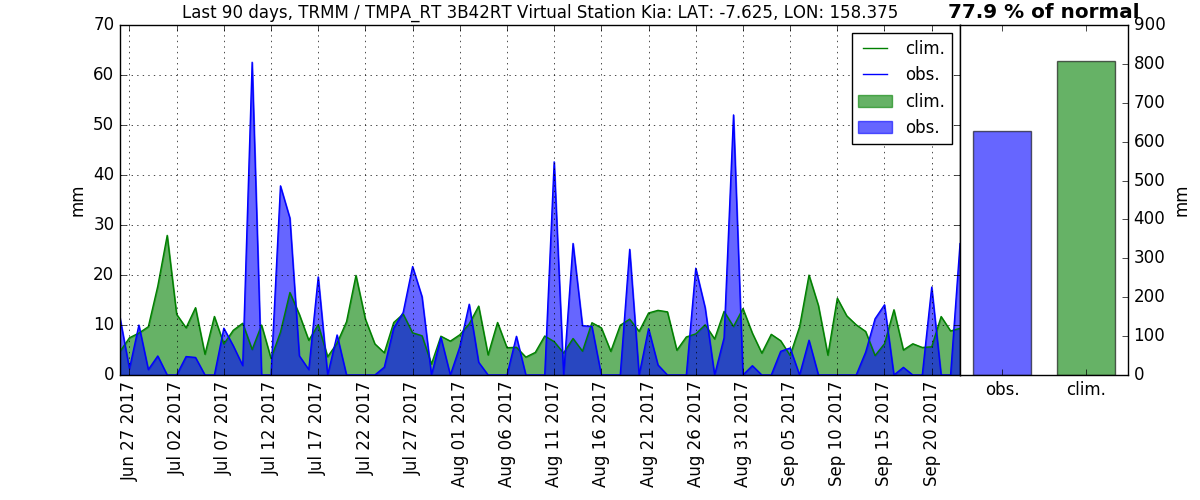 Last 90 days, TRMM / TMPA_RT 3B42RT Virtual Station Kia: LAT: -7.625, LON: 158.375
77.9 % of normal
70
60
50
40
30
20
10
0
mm
clim.
obs.
clim.
obs.
900
800
700
600
500
400
300
200
100
0
mm
obs.
clim.
Jun 27 2017
Jul 02 2017
Jul 07 2017
Jul 12 2017
Jul 17 2017
Jul 22 2017
Jul 27 2017
Aug 01 2017
Aug 06 2017
Aug 11 2017
Aug 16 2017
Aug 21 2017
Aug 26 2017
Aug 31 2017
Sep 05 2017
Sep 10 2017
Sep 15 2017
Sep 20 2017